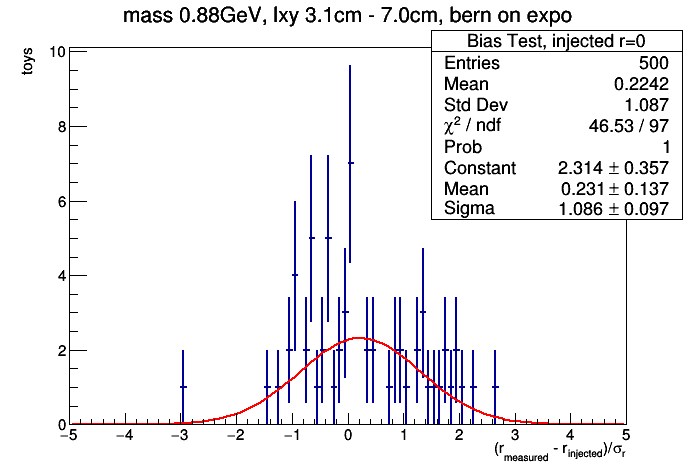 mass 0.88GeV, lxy 3.1cm - 7.0cm, bern on expo
Bias Test, injected r=0
Entries 500
Mean 0.2242
Std Dev 1.087
χ² / ndf 46.53 / 97
Prob 1
Constant 2.314 ± 0.357
Mean 0.231 ± 0.137
Sigma 1.086 ± 0.097
toys
10
8
6
4
2
0
−5 −4 −3 −2 −1 0 1 2 3 4 5
(r_measured - r_injected)/σ_r